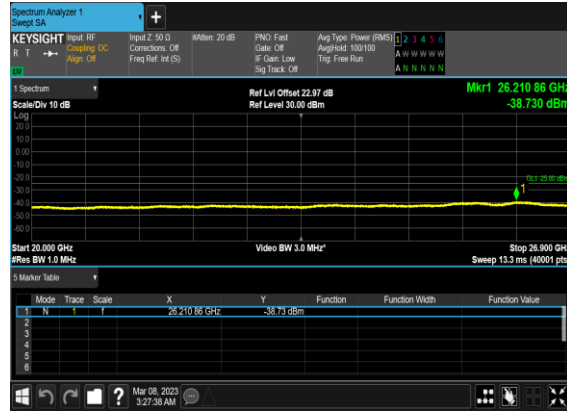 Spectrum Analyzer 1
Swept SA
+
KEYSIGHT Input: RF Input Z: 50 Ω #Atten: 20 dB PNO: Fast Avg Type: Power (RMS) 1 2 3 4 5 6
R T Coupling: DC Corrections: Off Gate: Off Avg|Hold: 100/100 A W W W W W
Align: Off Freq Ref: Int (S) IF Gain: Low Trig: Free Run
Sig Track: Off A N N N N N
1 Spectrum Ref Lvl Offset 22.97 dB Mkr1 26.210 86 GHz
Scale/Div 10 dB Ref Level 30.00 dBm -38.730 dBm
Log
20.0
10.0
0.00
-10.0
-20.0
DL1 -25.00 dBm
-30.0
1
-40.0
-50.0
-60.0
Start 20.000 GHz Video BW 3.0 MHz* Stop 26.900 GHz
#Res BW 1.0 MHz Sweep 13.3 ms (40001 pts)
5 Marker Table
Mode Trace Scale X Y Function Function Width Function Value
1 N 1 f 26.210 86 GHz -38.73 dBm
2
3
4
5
6
? Mar 08, 2023
3:27:38 AM